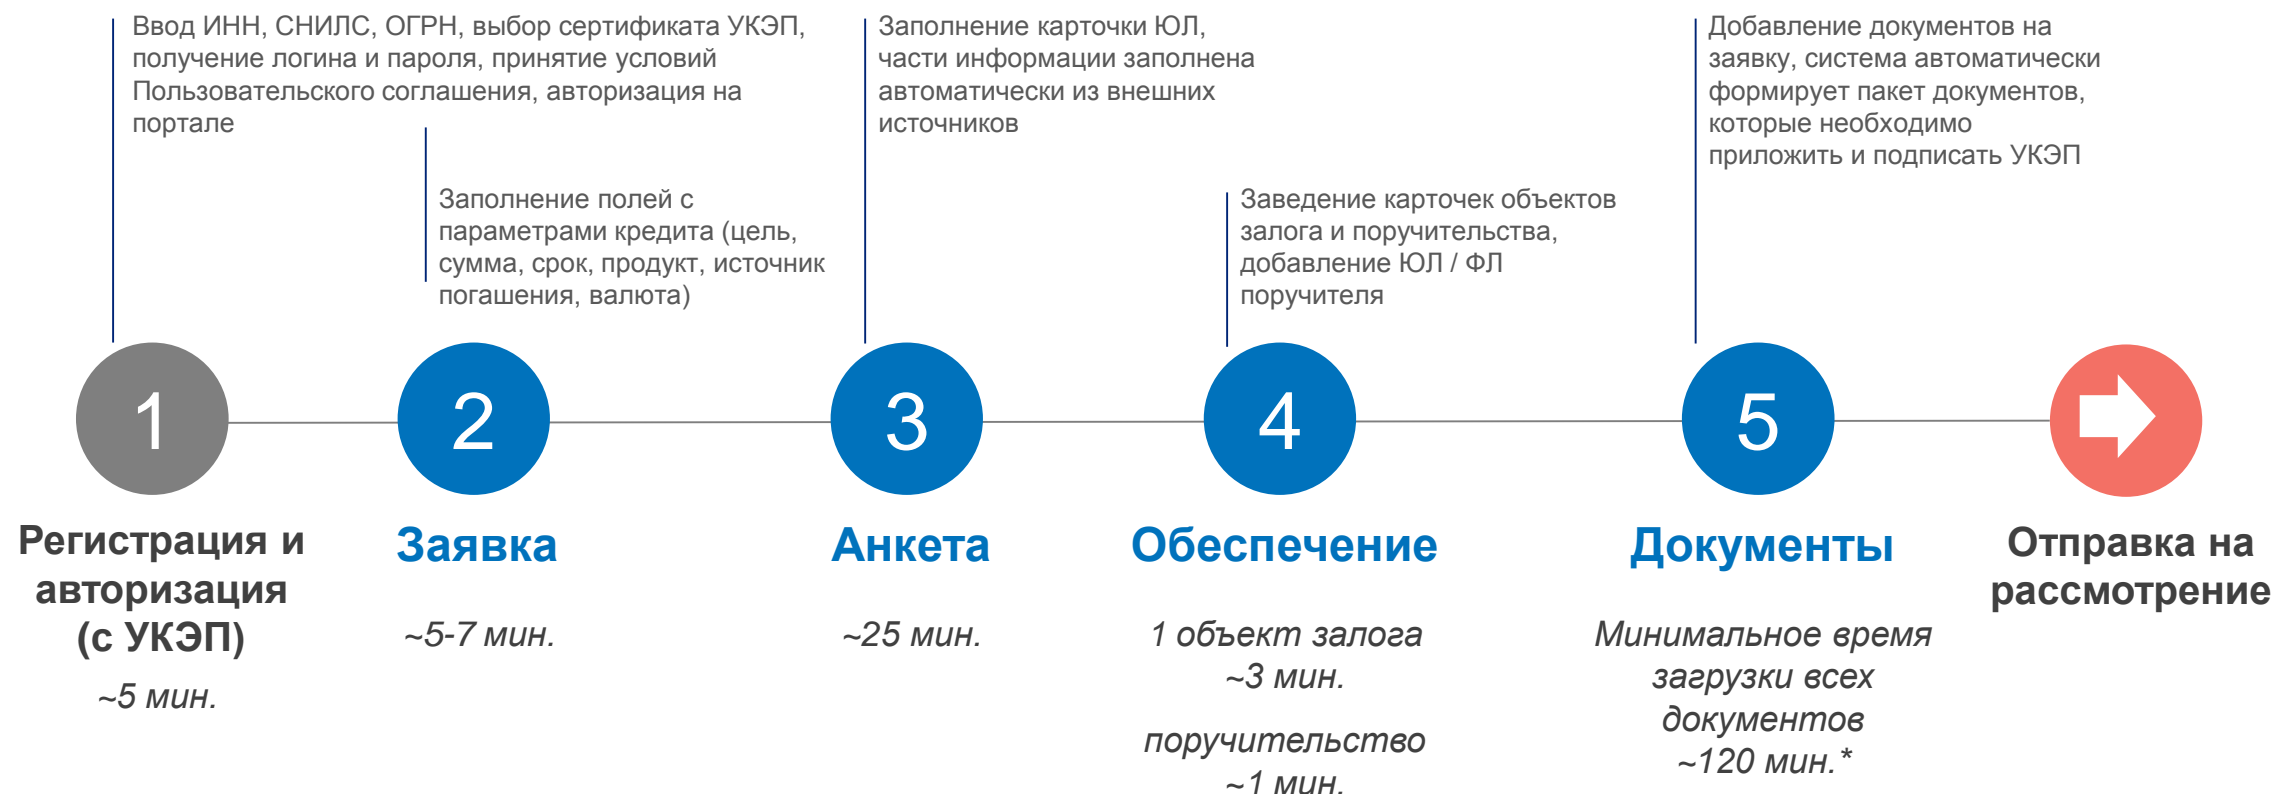 Ввод ИНН, СНИЛС, ОГРН, выбор сертификата УКЭП,
получение логина и пароля, принятие условий
Пользовательского соглашения, авторизация на
портале
Заполнение полей с
параметрами кредита (цель,
сумма, срок, продукт, источник
погашения, валюта)
Заполнение карточки ЮЛ,
части информации заполнена
автоматически из внешних
источников
Заведение карточек объектов
залога и поручительства,
добавление ЮЛ / ФЛ
поручителя
Добавление документов на
заявку, система автоматически
формирует пакет документов,
которые необходимо
приложить и подписать УКЭП
1
2
3
4
5
Регистрация и
авторизация
(с УКЭП)
~5 мин.
Заявка
~5-7 мин.
Анкета
~25 мин.
Обеспечение
1 объект залога
~3 мин.
поручительство
~1 мин.
Документы
Минимальное время
загрузки всех
документов
~120 мин.*
Отправка на
рассмотрение